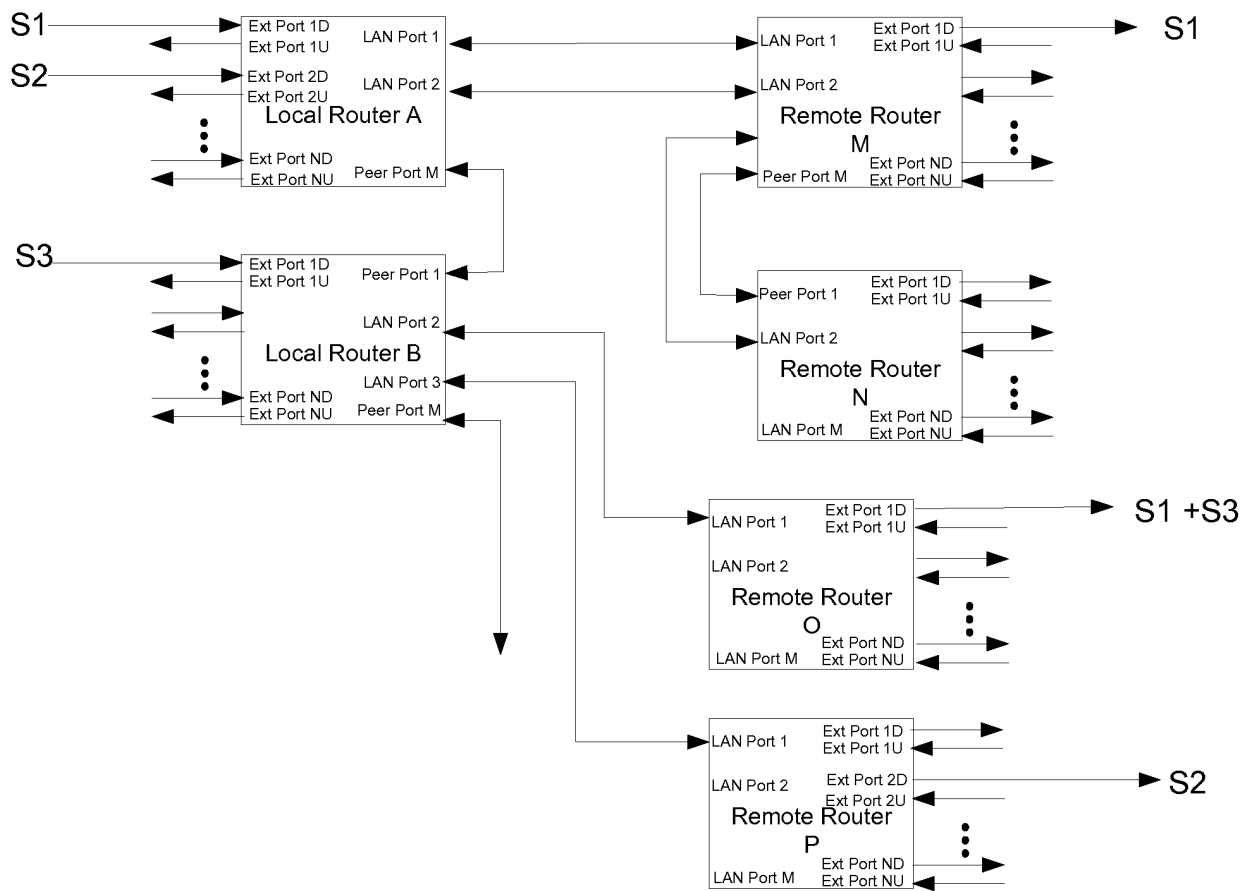 S1
Ext Port 1D
Ext Port 1U
LAN Port 1
S2
Ext Port 2D
Ext Port 2U
LAN Port 2
Local Router A
Ext Port ND
Ext Port NU
Peer Port M
LAN Port 1
Ext Port 1D
Ext Port 1U
S1
LAN Port 2
Remote Router
M
Peer Port M
Ext Port ND
Ext Port NU
S3
Ext Port 1D
Ext Port 1U
Peer Port 1
LAN Port 2
Local Router B
LAN Port 3
Ext Port ND
Ext Port NU
Peer Port M
Peer Port 1
Ext Port 1D
Ext Port 1U
LAN Port 2
Remote Router
N
LAN Port M
Ext Port ND
Ext Port NU
LAN Port 1
Ext Port 1D
Ext Port 1U
S1 +S3
LAN Port 2
Remote Router
O
LAN Port M
Ext Port ND
Ext Port NU
LAN Port 1
Ext Port 1D
Ext Port 1U
LAN Port 2
Ext Port 2D
Ext Port 2U
S2
Remote Router
P
LAN Port M
Ext Port ND
Ext Port NU